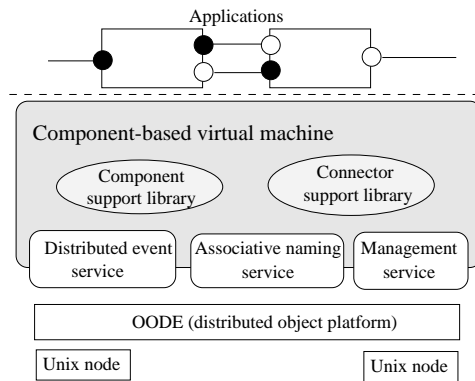 Applications
Component-based virtual machine
Component
support library
Connector
support library
Distributed event
service
Associative naming
service
Management
service
OODE (distributed object platform)
Unix node
Unix node